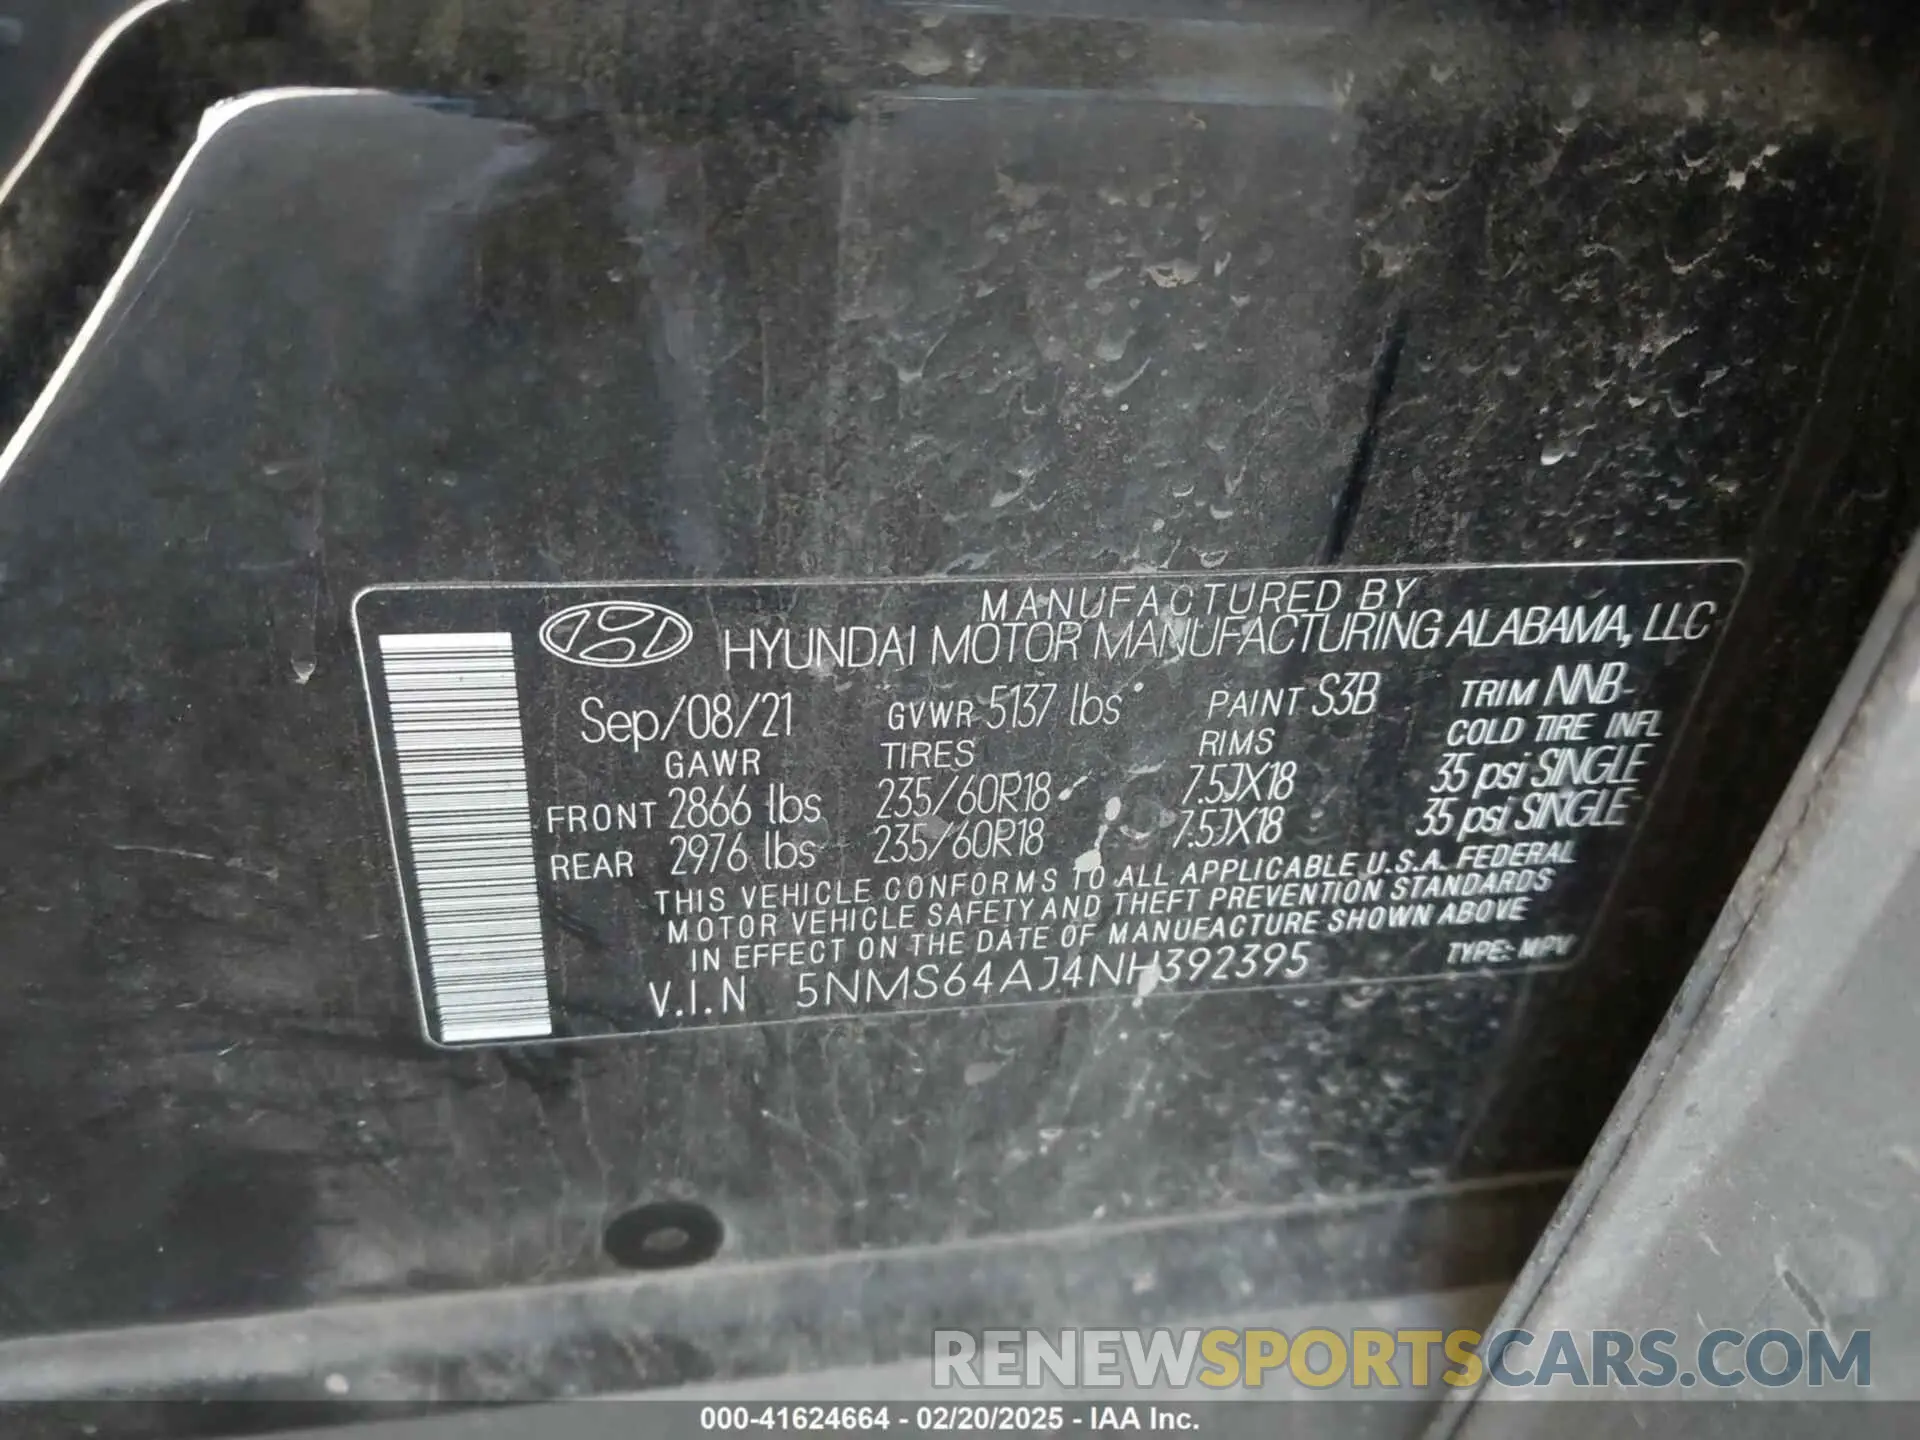 MANUFACTURED BY
HYUNDAI MOTOR MANUFACTURING ALABAMA, LLC
Sep/08/21 GVWR 5137 lbs PAINT S3B TRIM NNB
GAWR TIRES RIMS COLD TIRE INFL
FRONT 2866 lbs 235/60R18 7.5JX18 35 psi SINGLE
REAR 2976 lbs 235/60R18 7.5JX18 35 psi SINGLE
THIS VEHICLE CONFORMS TO ALL APPLICABLE U.S.A. FEDERAL
MOTOR VEHICLE SAFETY AND THEFT PREVENTION STANDARDS
IN EFFECT ON THE DATE OF MANUFACTURE SHOWN ABOVE
V.I.N 5NMS64AJ4NH392395 TYPE: MPV
RENEWSPORTSCARS.COM
000-41624664 - 02/20/2025 - IAA Inc.